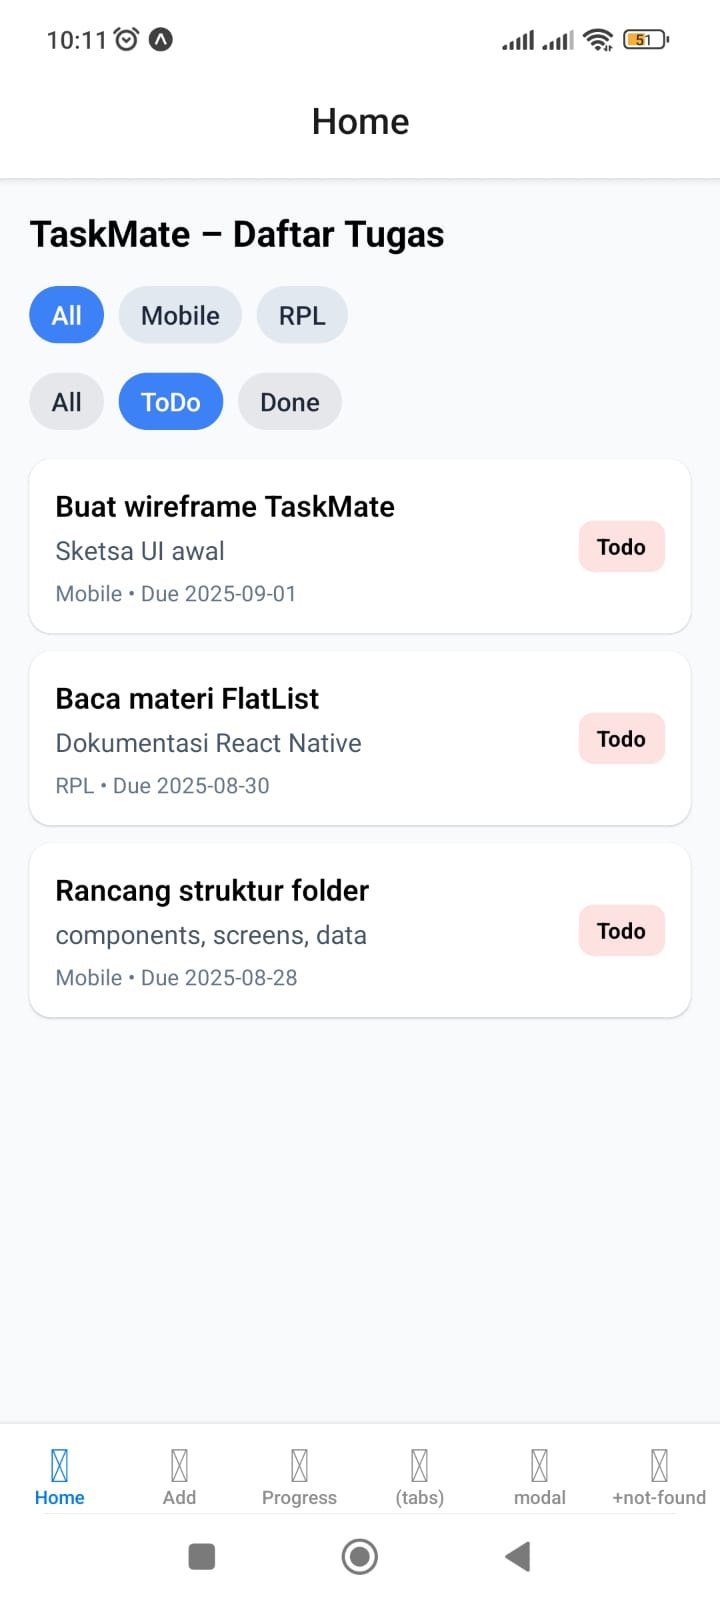 10:11 51
Home
TaskMate – Daftar Tugas
All Mobile RPL
All ToDo Done
Buat wireframe TaskMate
Sketsa UI awal
Mobile • Due 2025-09-01
Todo
Baca materi FlatList
Dokumentasi React Native
RPL • Due 2025-08-30
Todo
Rancang struktur folder
components, screens, data
Mobile • Due 2025-08-28
Todo
Home Add Progress (tabs) modal +not-found